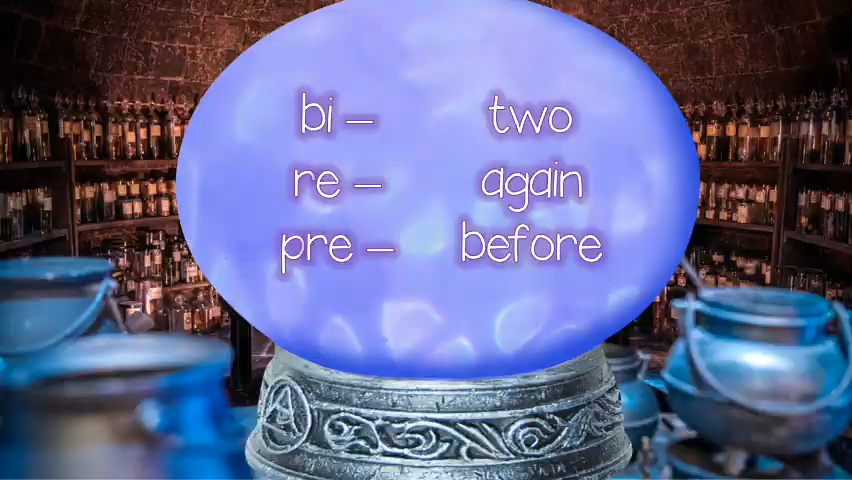 bi – two
re – again
pre – before